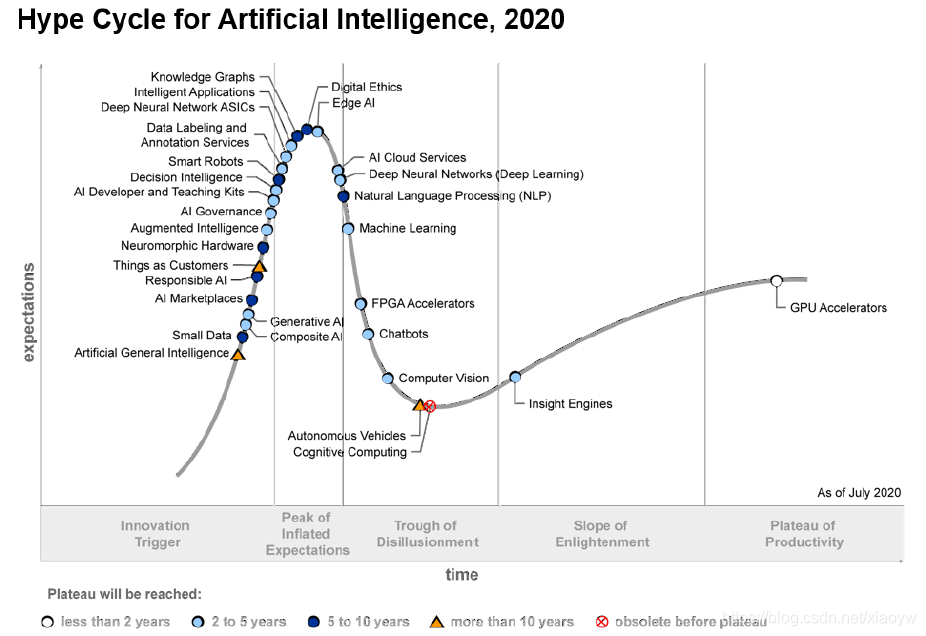 Hype Cycle for Artificial Intelligence, 2020
Knowledge Graphs
Intelligent Applications
Deep Neural Network ASICs
Data Labeling and
Annotation Services
Smart Robots
Decision Intelligence
AI Developer and Teaching Kits
AI Governance
Augmented Intelligence
Neuromorphic Hardware
Things as Customers
Responsible AI
AI Marketplaces
Generative AI
Small Data
Composite AI
Artificial General Intelligence
Digital Ethics
Edge AI
AI Cloud Services
Deep Neural Networks (Deep Learning)
Natural Language Processing (NLP)
Machine Learning
FPGA Accelerators
Chatbots
Computer Vision
Autonomous Vehicles
Cognitive Computing
Insight Engines
GPU Accelerators
expectations
As of July 2020
Innovation
Trigger
Peak of
Inflated
Expectations
Trough of
Disillusionment
Slope of
Enlightenment
Plateau of
Productivity
time
Plateau will be reached:
less than 2 years
2 to 5 years
5 to 10 years
more than 10 years
obsolete before plateau
https://blog.csdn.net/xiaoyw